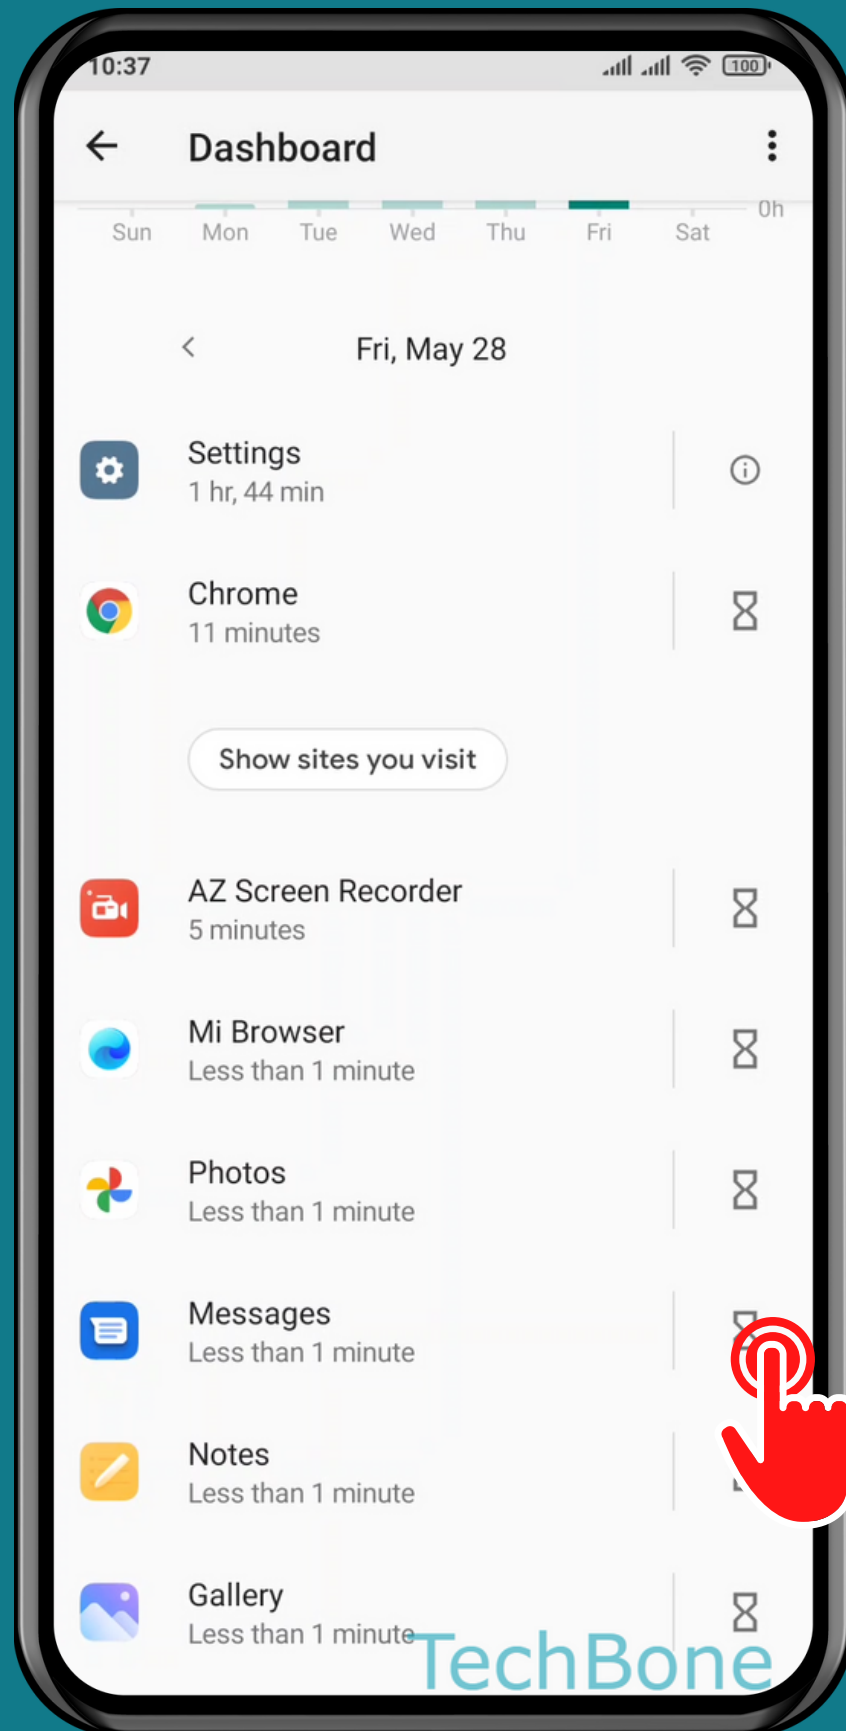 10:37
100
Dashboard
0h
Sun Mon Tue Wed Thu Fri Sat
Fri, May 28
Settings
1 hr, 44 min
Chrome
11 minutes
Show sites you visit
AZ Screen Recorder
5 minutes
Mi Browser
Less than 1 minute
Photos
Less than 1 minute
Messages
Less than 1 minute
Notes
Less than 1 minute
Gallery
Less than 1 minute
TechBone